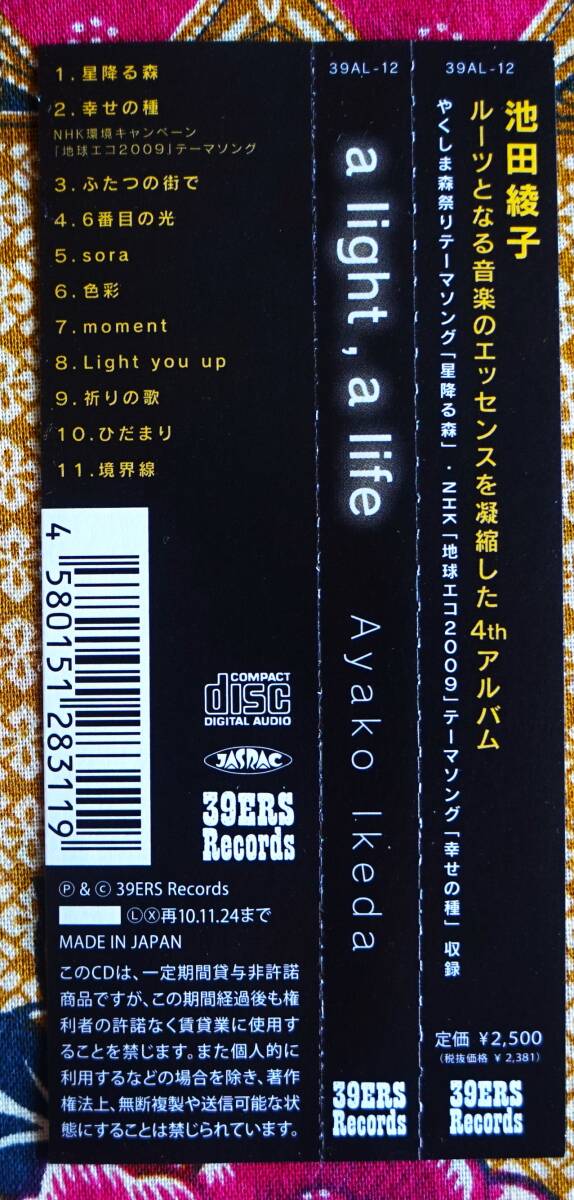 1.星降る森
2.幸せの種
NHK環境キャンペーン
「地球エコ2009」テーマソング
3.ふたつの街で
4.6番目の光
5.sora
6.色彩
7.moment
8.Light you up
9.祈りの歌
10.ひだまり
11.境界線
4 580151 283119
COMPACT
disc
DIGITAL AUDIO
JASRAC
39ERS
Records
Ⓟ & ⓒ 39ERS Records
ⓁⓍ再10.11.24まで
MADE IN JAPAN
このCDは、一定期間貸与非許諾
商品ですが、この期間経過後も権
利者の許諾なく賃貸業に使用す
ることを禁じます。また個人的に
利用するなどの場合を除き、著作
権法上、無断複製や送信可能な状
態にすることは禁じられています。
39AL-12
a light, a life
Ayako Ikeda
39ERS
Records
39AL-12
池田綾子
ルーツとなる音楽のエッセンスを凝縮した4thアルバム
やくしま森祭りテーマソング「星降る森」・NHK「地球エコ2009」テーマソング「幸せの種」収録
定価 ¥2,500
(税抜価格 ¥2,381)
39ERS
Records